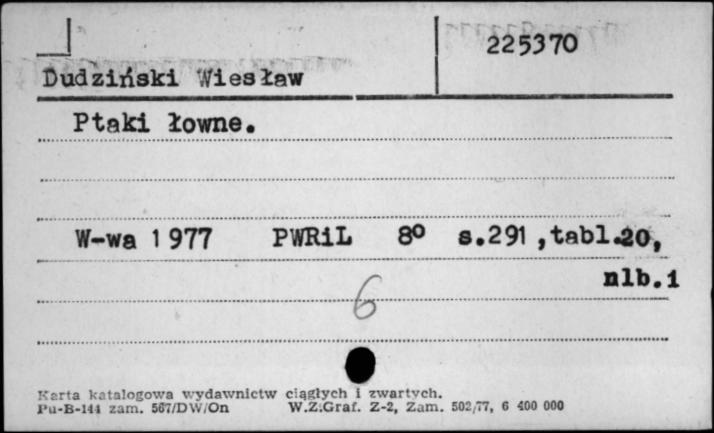 225370
Dudziński Wiesław
Ptaki łowne.
W-wa 1977 PWRiL 8º s.291,tabl.20,
nlb.1
6
Karta katalogowa wydawnictw ciągłych i zwartych.
Pu-B-144 zam. 567/DW/On W.Z.Graf. Z-2, Zam. 502/77, 6 400 000